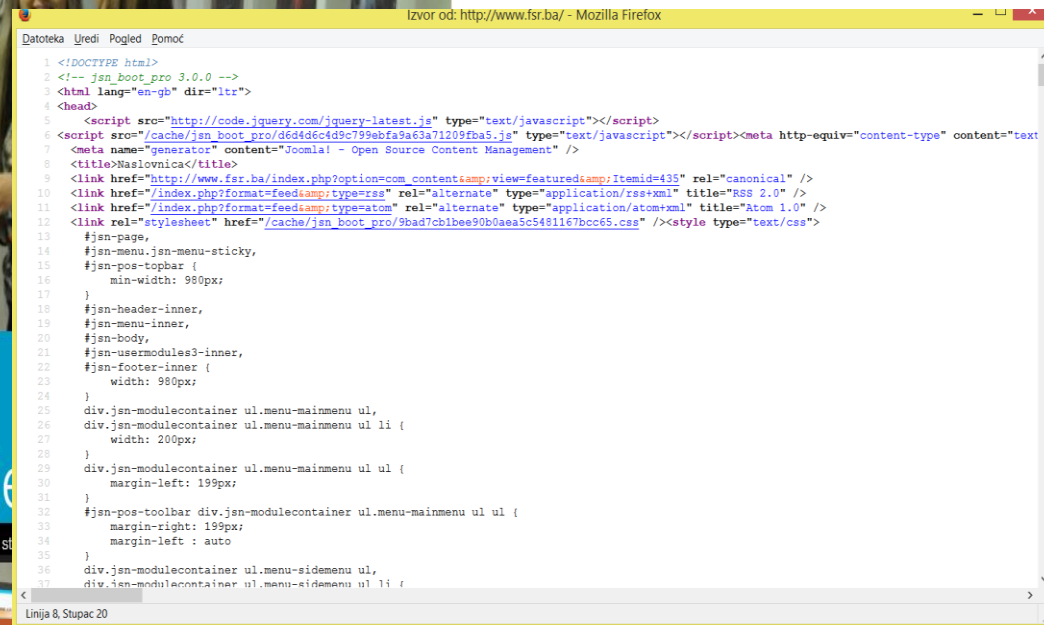 Izvor od: http://www.fsr.ba/ - Mozilla Firefox
Datoteka Uredi Pogled Pomoć
1 <!DOCTYPE html>
2 <!-- jsn_boot_pro 3.0.0 -->
3 <html lang="en-gb" dir="ltr">
4 <head>
5 <script src="http://code.jquery.com/jquery-latest.js" type="text/javascript"></script>
6 <script src="/cache/jsn_boot_pro/d6d4d6c4d9c799ebfa9a63a71209fba5.js" type="text/javascript"></script><meta http-equiv="content-type" content="text
7 <meta name="generator" content="Joomla! - Open Source Content Management" />
8 <title>Naslovnica</title>
9 <link href="http://www.fsr.ba/index.php?option=com_content&amp;view=featured&amp;Itemid=435" rel="canonical" />
10 <link href="/index.php?format=feed&amp;type=rss" rel="alternate" type="application/rss+xml" title="RSS 2.0" />
11 <link href="/index.php?format=feed&amp;type=atom" rel="alternate" type="application/atom+xml" title="Atom 1.0" />
12 <link rel="stylesheet" href="/cache/jsn_boot_pro/9bad7cb1bee90b0aea5c5481167bcc65.css" /><style type="text/css">
13 #jsn-page,
14 #jsn-menu.jsn-menu-sticky,
15 #jsn-pos-topbar {
16 min-width: 980px;
17 }
18 #jsn-header-inner,
19 #jsn-menu-inner,
20 #jsn-body,
21 #jsn-usermodules3-inner,
22 #jsn-footer-inner {
23 width: 980px;
24 }
25 div.jsn-modulecontainer ul.menu-mainmenu ul,
26 div.jsn-modulecontainer ul.menu-mainmenu ul li {
27 width: 200px;
28 }
29 div.jsn-modulecontainer ul.menu-mainmenu ul ul {
30 margin-left: 199px;
31 }
32 #jsn-pos-toolbar div.jsn-modulecontainer ul.menu-mainmenu ul ul {
33 margin-right: 199px;
34 margin-left : auto
35 }
36 div.jsn-modulecontainer ul.menu-sidemenu ul,
37 div.jsn-modulecontainer ul.menu-sidemenu ul li {
st
Linija 8, Stupac 20